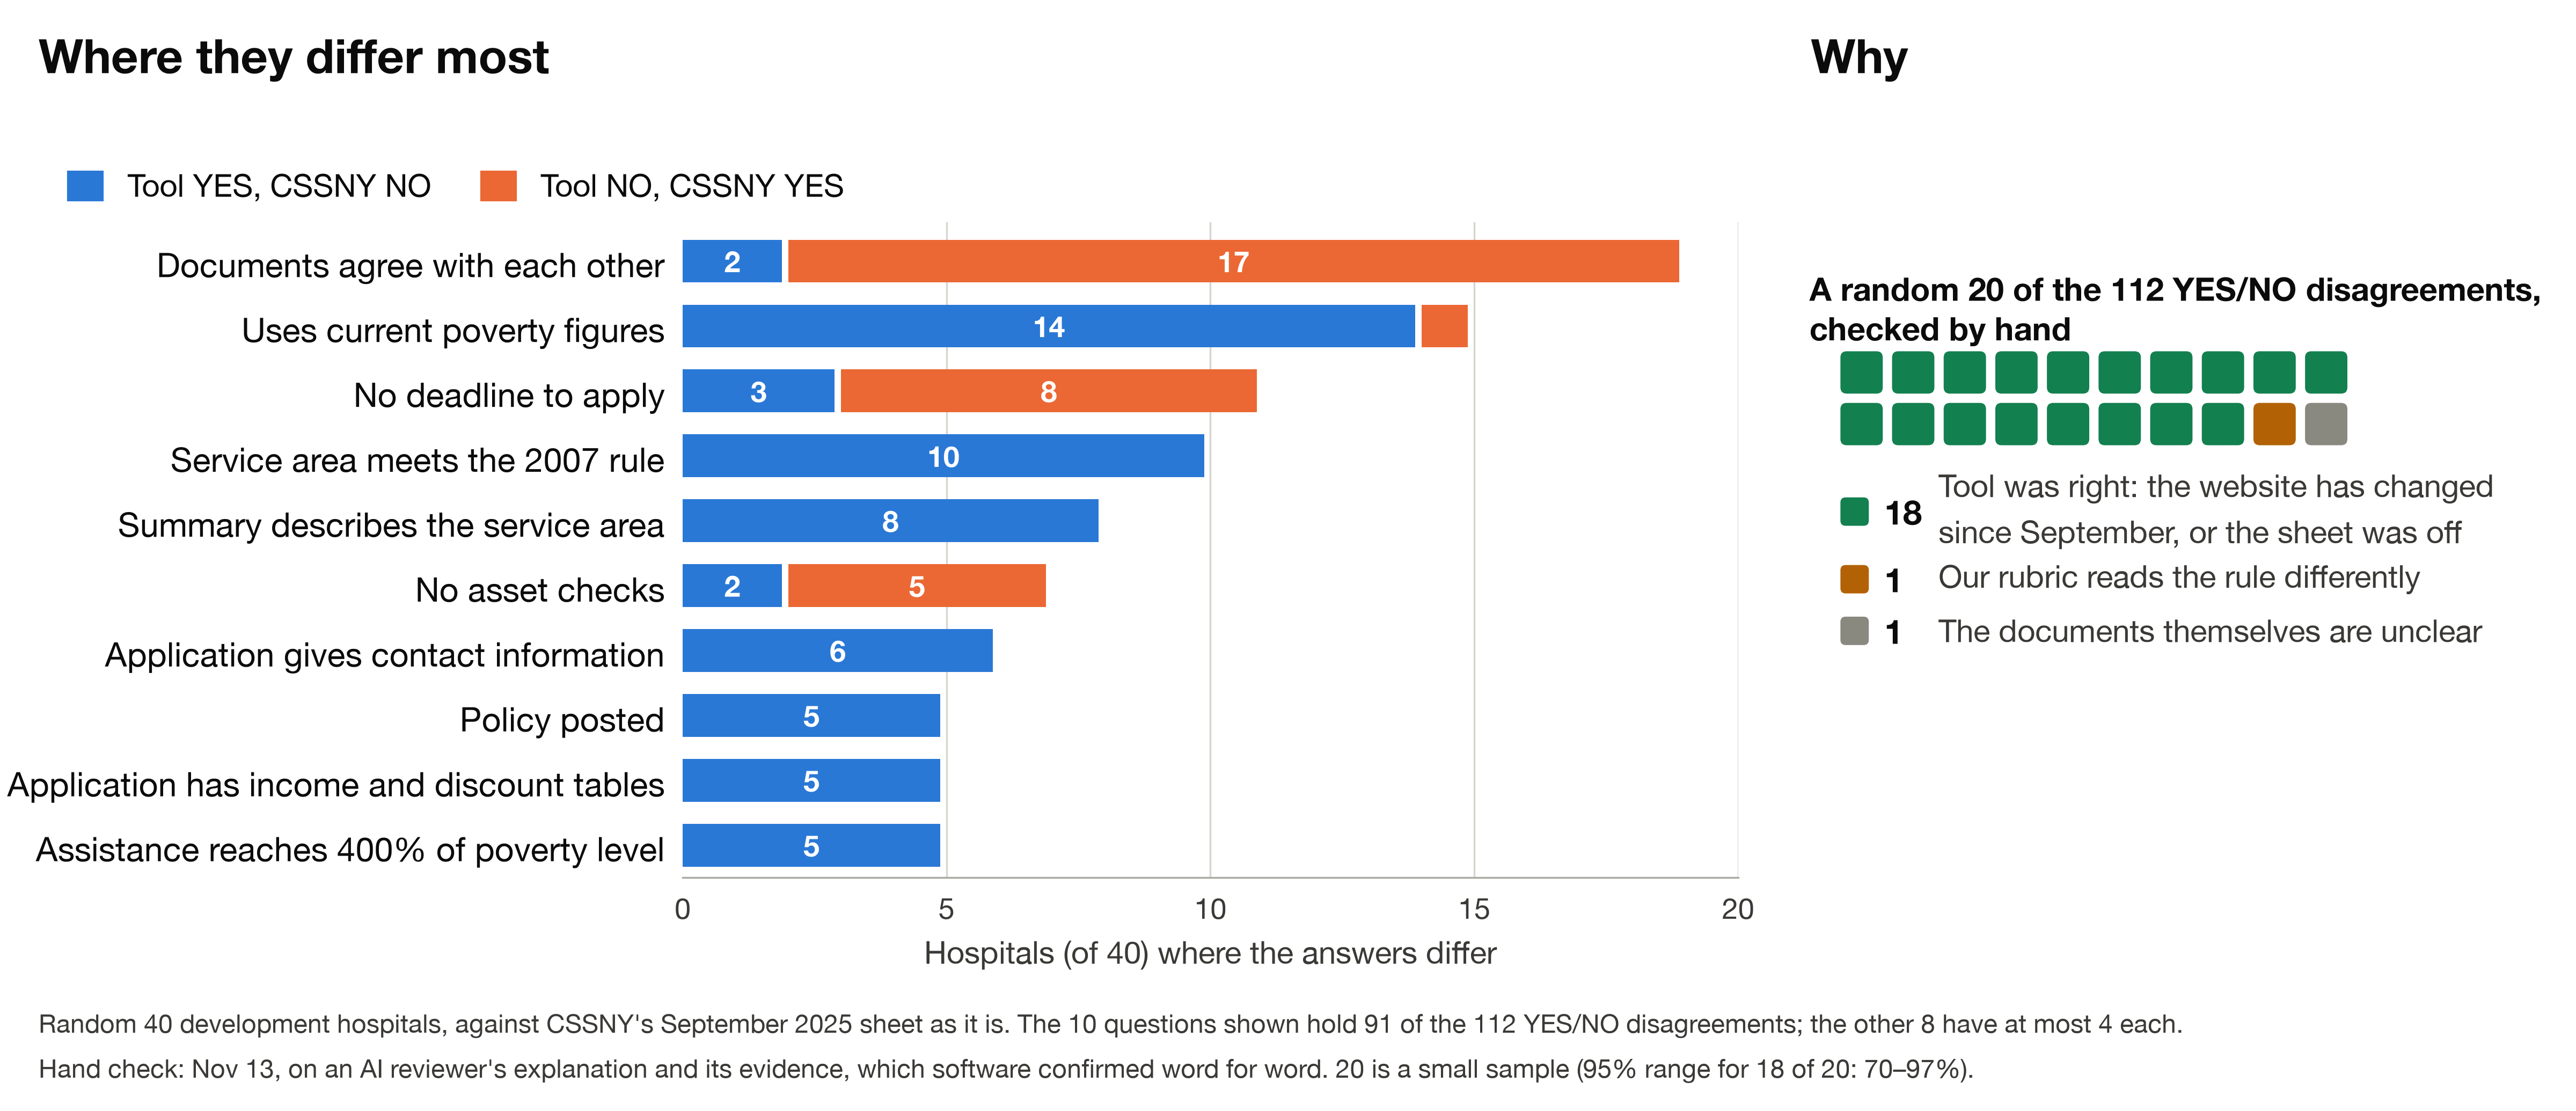 Where they differ most
Why
Tool YES, CSSNY NO
Tool NO, CSSNY YES
Documents agree with each other
2
17
Uses current poverty figures
14
No deadline to apply
3
8
Service area meets the 2007 rule
10
Summary describes the service area
8
No asset checks
2
5
Application gives contact information
6
Policy posted
5
Application has income and discount tables
5
Assistance reaches 400% of poverty level
5
0
5
10
15
20
Hospitals (of 40) where the answers differ
A random 20 of the 112 YES/NO disagreements,
checked by hand
18
Tool was right: the website has changed
since September, or the sheet was off
1
Our rubric reads the rule differently
1
The documents themselves are unclear
Random 40 development hospitals, against CSSNY's September 2025 sheet as it is. The 10 questions shown hold 91 of the 112 YES/NO disagreements; the other 8 have at most 4 each.
Hand check: Nov 13, on an AI reviewer's explanation and its evidence, which software confirmed word for word. 20 is a small sample (95% range for 18 of 20: 70–97%).